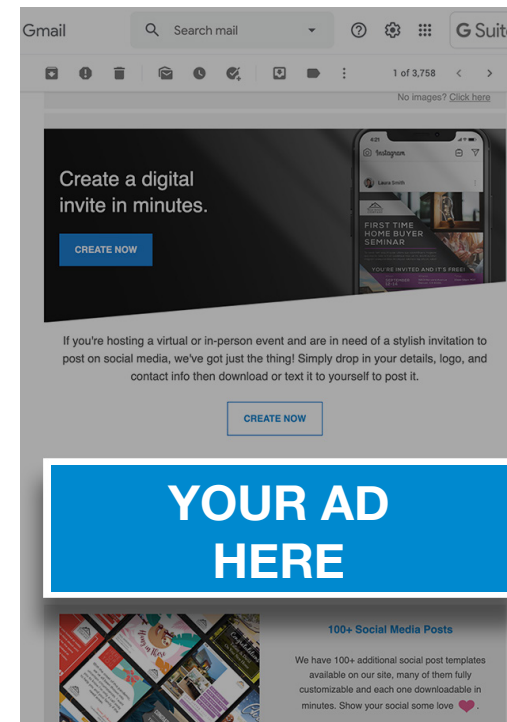 Gmail
Search mail
G Suite
1 of 3,758
No images? Click here
Create a digital
invite in minutes.
CREATE NOW
Instagram
Laura Smith
FIRST TIME
HOME BUYER
SEMINAR
YOU'RE INVITED AND IT'S FREE!
If you're hosting a virtual or in-person event and are in need of a stylish invitation to
post on social media, we've got just the thing! Simply drop in your details, logo, and
contact info then download or text it to yourself to post it.
CREATE NOW
YOUR AD
HERE
100+ Social Media Posts
We have 100+ additional social post templates
available on our site, many of them fully
customizable and each one downloadable in
minutes. Show your social some love ❤.